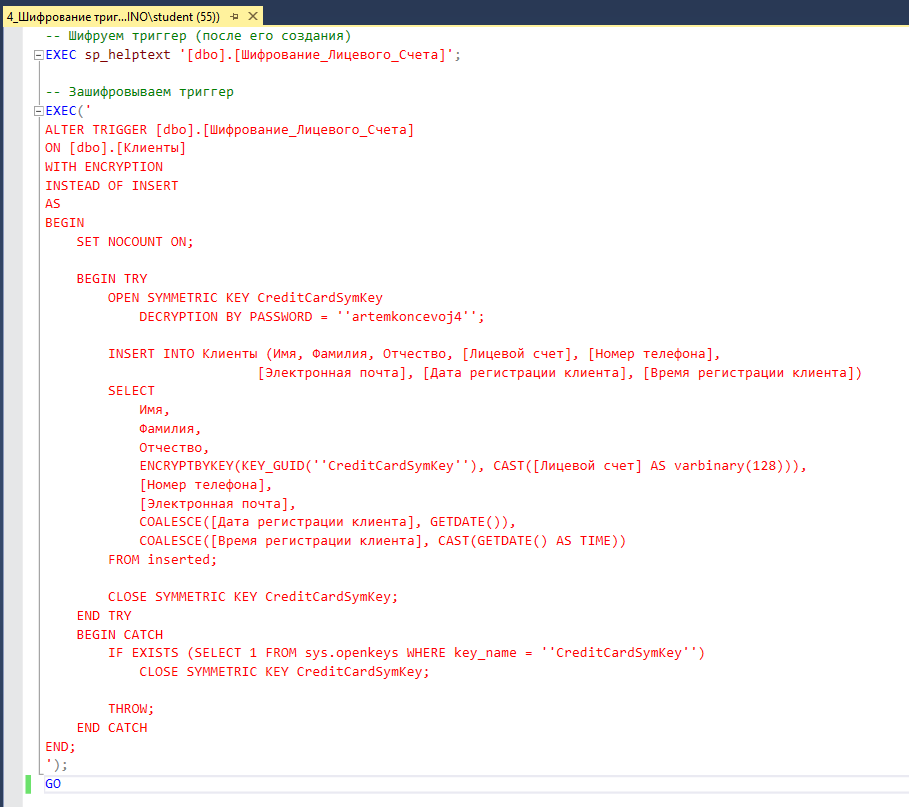 4_Шифрование триг...INO\student (55))
-- Шифруем триггер (после его создания)
EXEC sp_helptext '[dbo].[Шифрование_Лицевого_Счета]';
-- Зашифровываем триггер
EXEC('
ALTER TRIGGER [dbo].[Шифрование_Лицевого_Счета]
ON [dbo].[Клиенты]
WITH ENCRYPTION
INSTEAD OF INSERT
AS
BEGIN
SET NOCOUNT ON;
BEGIN TRY
OPEN SYMMETRIC KEY CreditCardSymKey
DECRYPTION BY PASSWORD = ''artemkoncevoj4'';
INSERT INTO Клиенты (Имя, Фамилия, Отчество, [Лицевой счет], [Номер телефона],
[Электронная почта], [Дата регистрации клиента], [Время регистрации клиента])
SELECT
Имя,
Фамилия,
Отчество,
ENCRYPTBYKEY(KEY_GUID(''CreditCardSymKey''), CAST([Лицевой счет] AS varbinary(128))),
[Номер телефона],
[Электронная почта],
COALESCE([Дата регистрации клиента], GETDATE()),
COALESCE([Время регистрации клиента], CAST(GETDATE() AS TIME))
FROM inserted;
CLOSE SYMMETRIC KEY CreditCardSymKey;
END TRY
BEGIN CATCH
IF EXISTS (SELECT 1 FROM sys.openkeys WHERE key_name = ''CreditCardSymKey'')
CLOSE SYMMETRIC KEY CreditCardSymKey;
THROW;
END CATCH
END;
');
GO